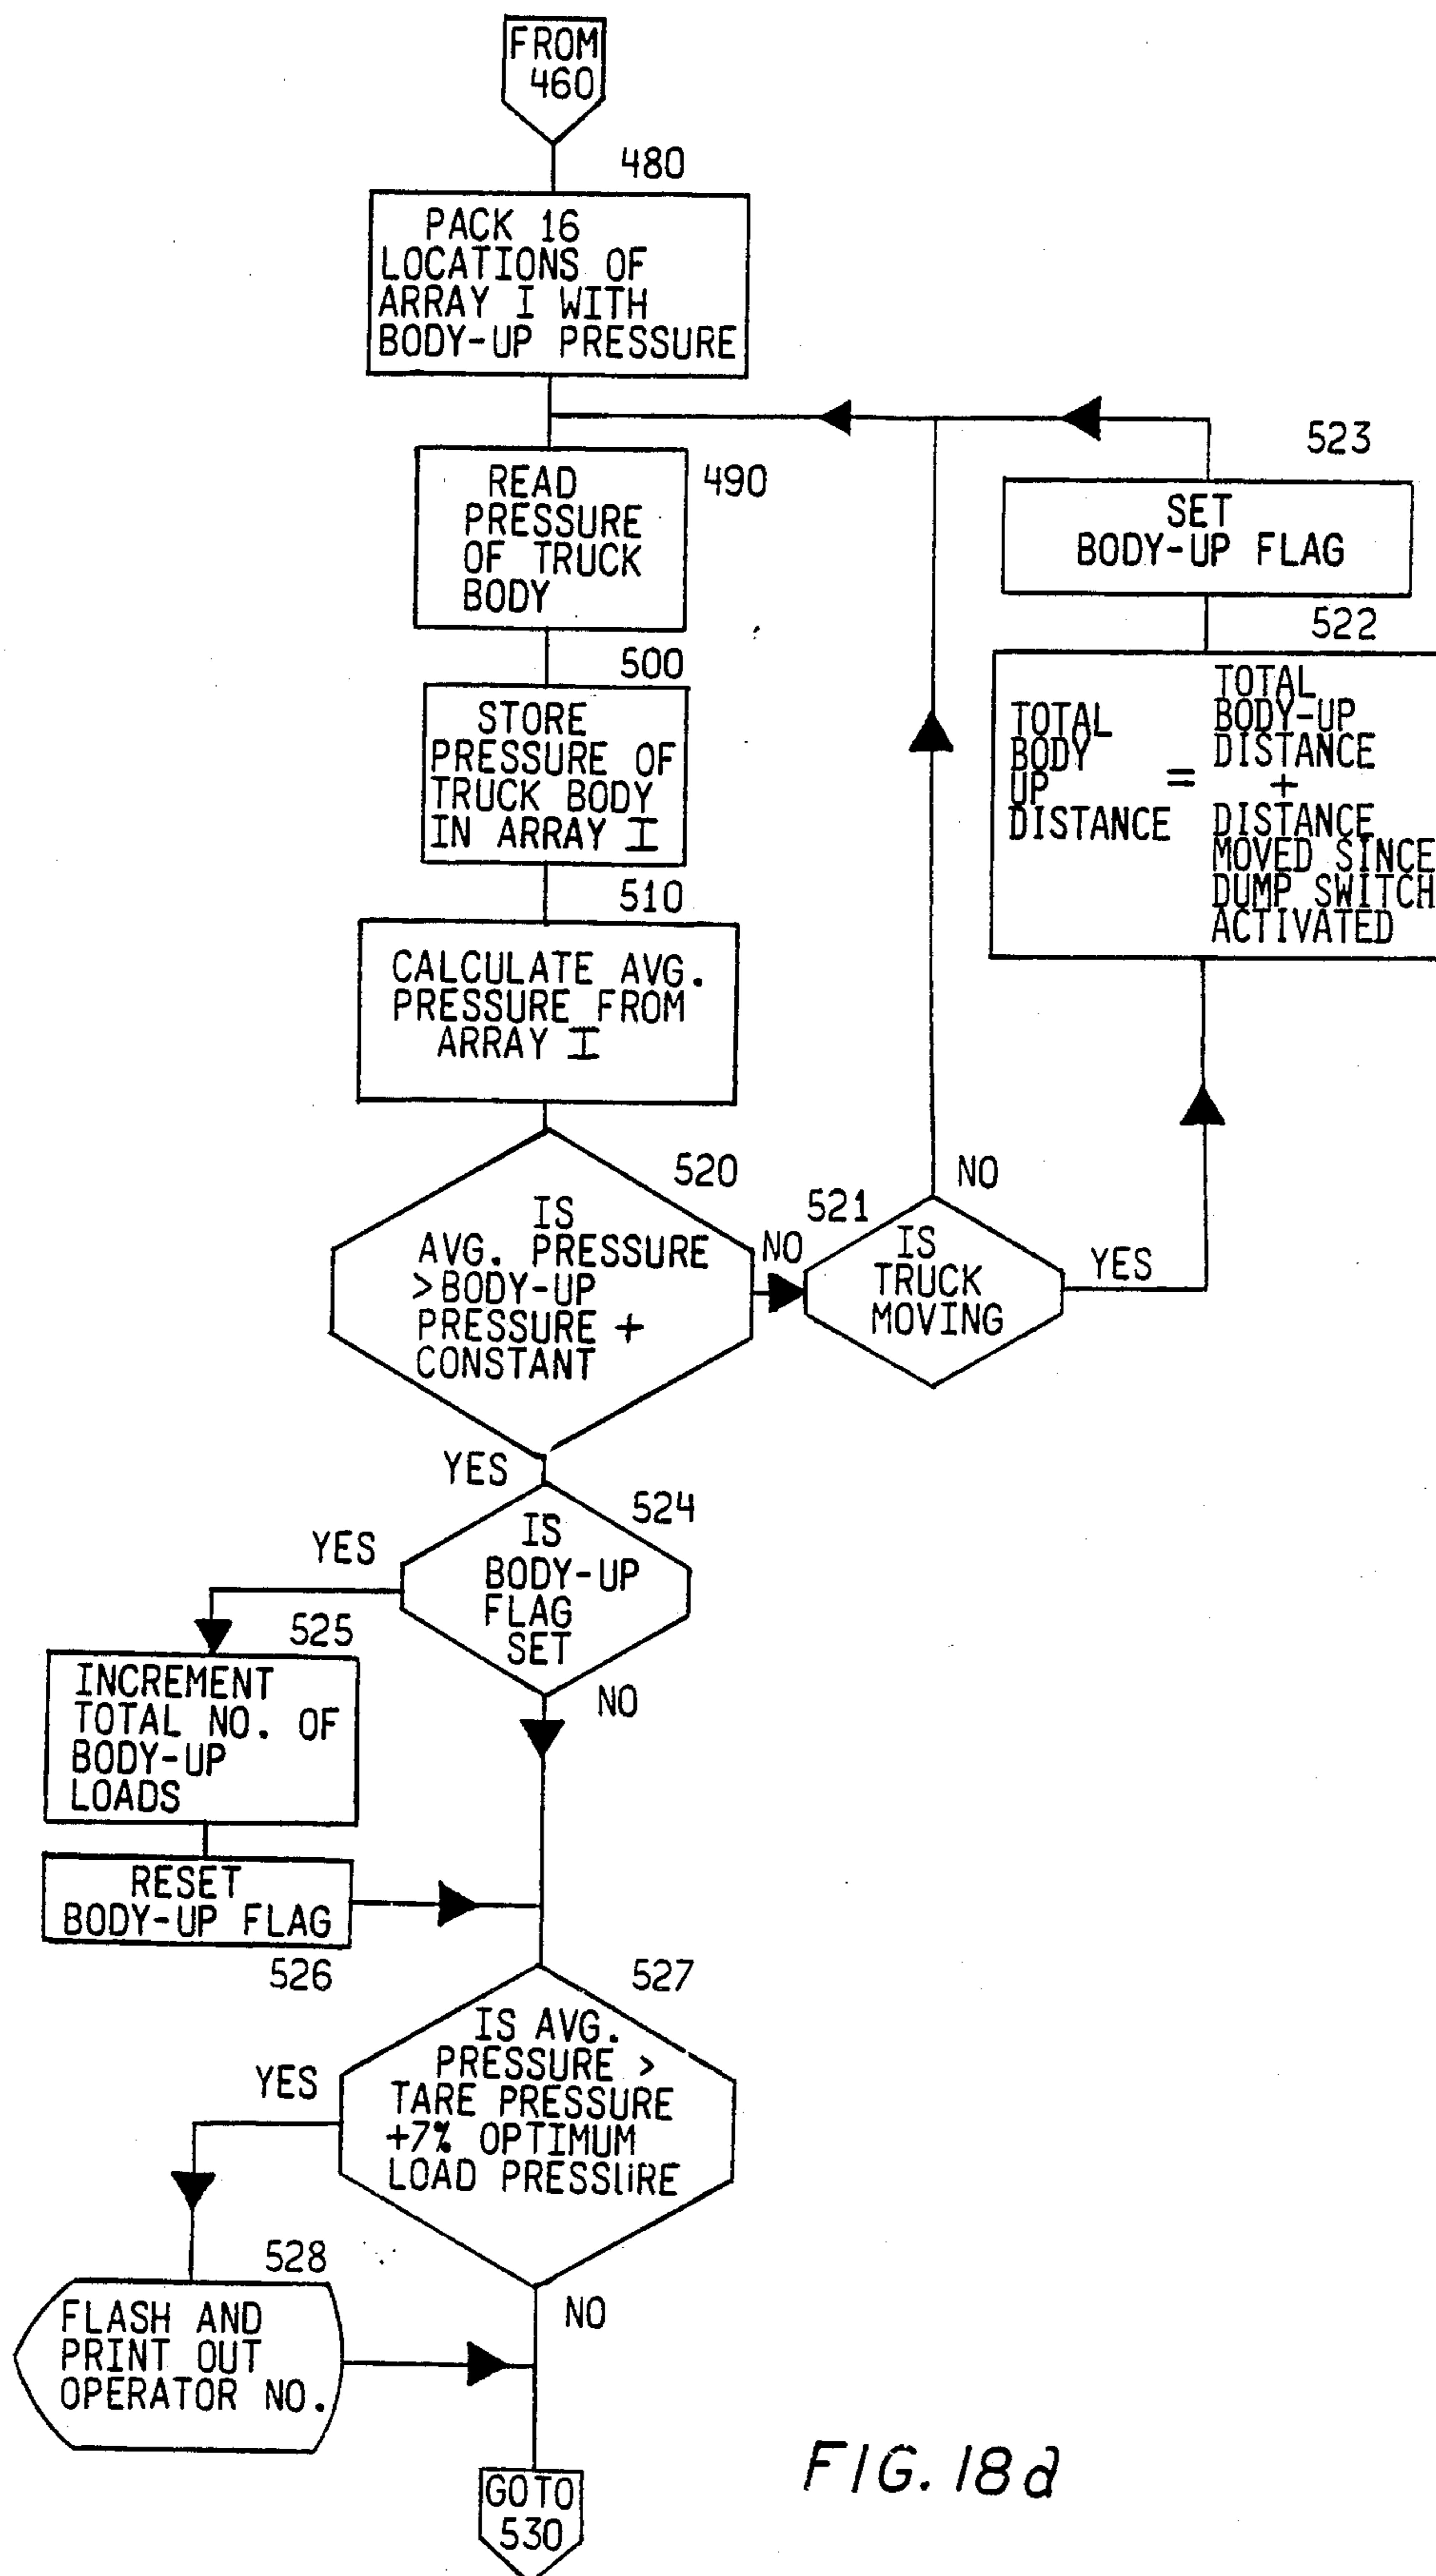 FROM
460
480
PACK 16
LOCATIONS OF
ARRAY I WITH
BODY-UP PRESSURE
READ
PRESSURE
OF TRUCK
BODY
490
523
SET
BODY-UP FLAG
522
TOTAL
BODY
UP
DISTANCE
=
TOTAL
BODY-UP
DISTANCE
+
DISTANCE
MOVED SINCE
DUMP SWITCH
ACTIVATED
500
STORE
PRESSURE OF
TRUCK BODY
IN ARRAY I
510
CALCULATE AVG.
PRESSURE FROM
ARRAY I
520
IS
AVG. PRESSURE
>BODY-UP
PRESSURE +
CONSTANT
NO
521
IS
TRUCK
MOVING
NO
YES
YES
524
IS
BODY-UP
FLAG
SET
YES
NO
525
INCREMENT
TOTAL NO. OF
BODY-UP
LOADS
RESET
BODY-UP FLAG
526
527
IS AVG.
PRESSURE >
TARE PRESSURE
+7% OPTIMUM
LOAD PRESSURE
YES
NO
528
FLASH AND
PRINT OUT
OPERATOR NO.
GO TO
530
FIG. 18d